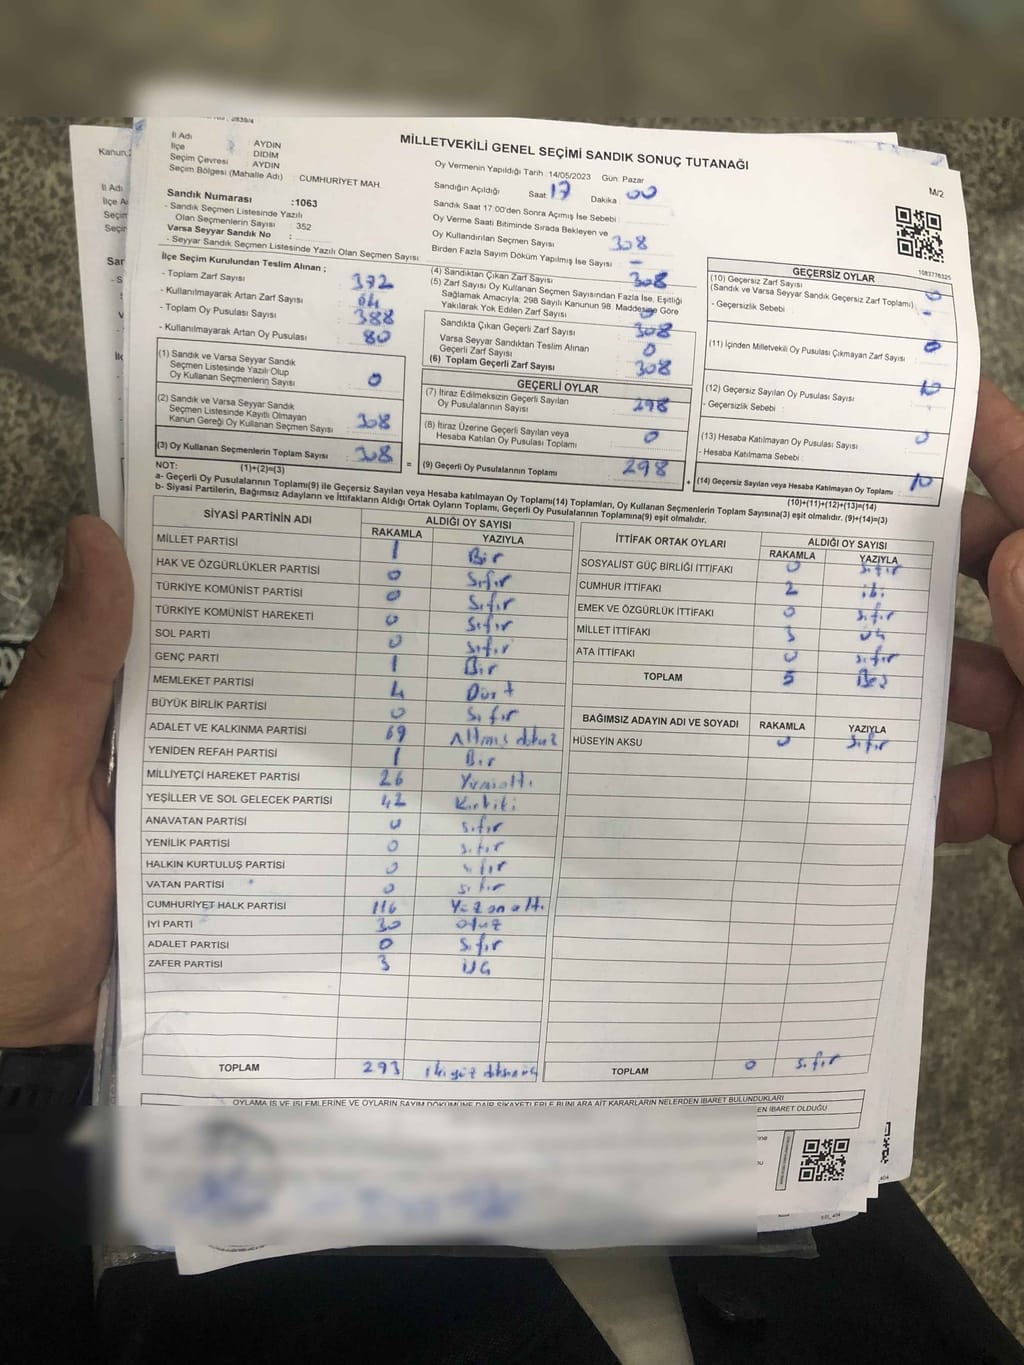 MİLLETVEKİLİ GENEL SEÇİMİ SANDIK SONUÇ TUTANAĞI
M/2
İl Adı : AYDIN
İlçe : DİDİM
Seçim Çevresi : AYDIN
Seçim Bölgesi (Mahalle Adı) : CUMHURİYET MAH.
Oy Vermenin Yapıldığı Tarih :14/05/2023 Gün: Pazar
Sandığın Açıldığı Saat 17 Dakika 00
Sandık Saat 17:00'den Sonra Açımış İse Sebebi :
Oy Verme Saati Bitiminde Sırada Bekleyen ve
Oy Kullandırılan Seçmen Sayısı : 308
Birden Fazla Sayım Döküm Yapılmış İse Sayısı : –
Sandık Numarası :1063
- Sandık Seçmen Listesinde Yazılı
Olan Seçmenlerin Sayısı : 352
Varsa Seyyar Sandık No :
- Seyyar Sandık Seçmen Listesinde Yazılı Olan Seçmen Sayısı:
İlçe Seçim Kurulundan Teslim Alınan ;
- Toplam Zarf Sayısı : 372
- Kullanılmayarak Artan Zarf Sayısı : 64
- Toplam Oy Pusulası Sayısı : 388
- Kullanılmayarak Artan Oy Pusulası : 80
(1) Sandık ve Varsa Seyyar Sandık
Seçmen Listesinde Yazılı Olup
Oy Kullanan Seçmenlerin Sayısı : 0
(2) Sandık ve Varsa Seyyar Sandık
Seçmen Listesinde Kayıtlı Olmayan
Kanun Gereği Oy Kullanan Seçmen Sayısı : 308
(3) Oy Kullanan Seçmenlerin Toplam Sayısı : 308
(4) Sandıktan Çıkan Zarf Sayısı : 308
(5) Zarf Sayısı Oy Kullanan Seçmen Sayısından Fazla İse, Eşitliği
Sağlamak Amacıyla; 298 Sayılı Kanunun 98. Maddesine Göre
Yakılarak Yok Edilen Zarf Sayısı : 0
Sandıkta Çıkan Geçerli Zarf Sayısı : 308
Varsa Seyyar Sandıktan Teslim Alınan
Geçerli Zarf Sayısı : 0
(6) Toplam Geçerli Zarf Sayısı : 308
GEÇERLİ OYLAR
(7) İtiraz Edilmeksizin Geçerli Sayılan
Oy Pusulalarının Sayısı : 298
(8) İtiraz Üzerine Geçerli Sayılan veya
Hesaba Katılan Oy Pusulası Toplamı : 0
= (9) Geçerli Oy Pusulalarının Toplamı : 298 +
1083776325
GEÇERSİZ OYLAR
(10) Geçersiz Zarf Sayısı
(Sandık ve Varsa Seyyar Sandık Geçersiz Zarf Toplamı) : 0
- Geçersizlik Sebebi : –
(11) İçinden Milletvekili Oy Pusulası Çıkmayan Zarf Sayısı : 0
(12) Geçersiz Sayılan Oy Pusulası Sayısı : 10
- Geçersizlik Sebebi :
(13) Hesaba Katılmayan Oy Pusulası Sayısı : 0
- Hesaba Katılmama Sebebi :
(14) Geçersiz Sayılan veya Hesaba Katılmayan Oy Toplamı : 10
NOT: (1)+(2)=(3)
(10)+(11)+(12)+(13)=(14)
a- Geçerli Oy Pusulası Toplamı(9) ile Geçersiz Sayılan veya Hesaba katılmayan Oy Toplamı(14) Toplamları, Oy Kullanan Seçmenlerin Toplam Sayısına(3) eşit olmalıdır. (9)+(14)=(3)
b- Siyasi Partilerin, Bağımsız Adayların ve İttifakların Aldığı Ortak Oyların Toplamı, Geçerli Oy Pusulalarının Toplamına(9) eşit olmalıdır.
SİYASİ PARTİNİN ADI ALDIĞI OY SAYISI
RAKAMLA YAZIYLA
MİLLET PARTİSİ 1 Bir
HAK VE ÖZGÜRLÜKLER PARTİSİ 0 Sıfır
TÜRKİYE KOMÜNİST PARTİSİ 0 Sıfır
TÜRKİYE KOMÜNİST HAREKETİ 0 Sıfır
SOL PARTİ 0 Sıfır
GENÇ PARTİ 1 Bir
MEMLEKET PARTİSİ 4 Dört
BÜYÜK BİRLİK PARTİSİ 0 Sıfır
ADALET VE KALKINMA PARTİSİ 69 Altmış dokuz
YENİDEN REFAH PARTİSİ 1 Bir
MİLLİYETÇİ HAREKET PARTİSİ 26 Yirmialtı
YEŞİLLER VE SOL GELECEK PARTİSİ 42 Kırkiki
ANAVATAN PARTİSİ 0 sıfır
YENİLİK PARTİSİ 0 sıfır
HALKIN KURTULUŞ PARTİSİ 0 sıfır
VATAN PARTİSİ 0 sıfır
CUMHURİYET HALK PARTİSİ 116 Yüzonaltı
İYİ PARTİ 30 otuz
ADALET PARTİSİ 0 Sıfır
ZAFER PARTİSİ 3 üç
TOPLAM 293 ikiyüz doksanüç
İTTİFAK ORTAK OYLARI ALDIĞI OY SAYISI
RAKAMLA YAZIYLA
SOSYALİST GÜÇ BİRLİĞİ İTTİFAKI 0 sıfır
CUMHUR İTTİFAKI 2 iki
EMEK VE ÖZGÜRLÜK İTTİFAKI 0 sıfır
MİLLET İTTİFAKI 3 üç
ATA İTTİFAKI 0 sıfır
TOPLAM 5 Beş
BAĞIMSIZ ADAYIN ADI VE SOYADI RAKAMLA YAZIYLA
HÜSEYİN AKSU 0 sıfır
TOPLAM 0 sıfır
OYLAMA İŞ VE İŞLEMLERİNE VE OYLARIN SAYIM DÖKÜMÜNE DAİR ŞİKAYETLERLE BUNLARA AİT KARARLARIN NELERDEN İBARET BULUNDUKLARI
EN İBARET OLDUĞU